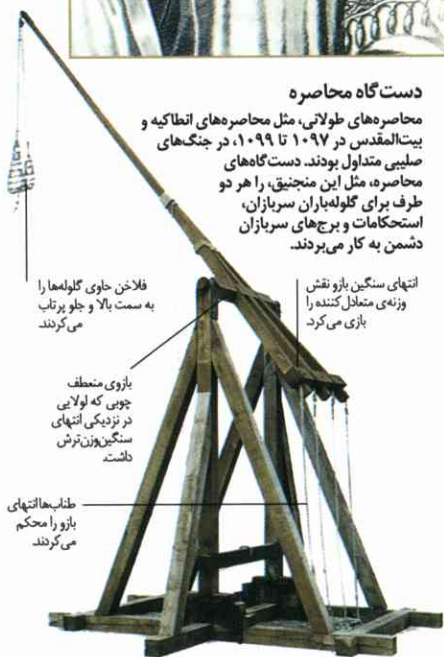 دست‌گاه محاصره
محاصره‌های طولانی، مثل محاصره‌های انطاکیه و
بیت‌المقدس در ۱۰۹۷ تا ۱۰۹۹، در جنگ‌های
صلیبی متداول بودند. دست‌گاه‌های
محاصره، مثل این منجنیق، را هر دو
طرف برای گلوله‌باران سربازان،
استحکامات و برج‌های سربازان
دشمن به کار می‌بردند.
انتهای سنگین بازو نقش
وزنه‌ی متعادل‌کننده را
بازی می‌کرد.
فلاخن حاوی گلوله‌ها را
به سمت بالا و جلو پرتاب
می‌کردند.
بازوی منعطف
چوبی که لولایی
در نزدیکی انتهای
سنگین‌وزن‌ترش
داشت.
طناب‌ها انتهای
بازو را محکم
می‌کردند.